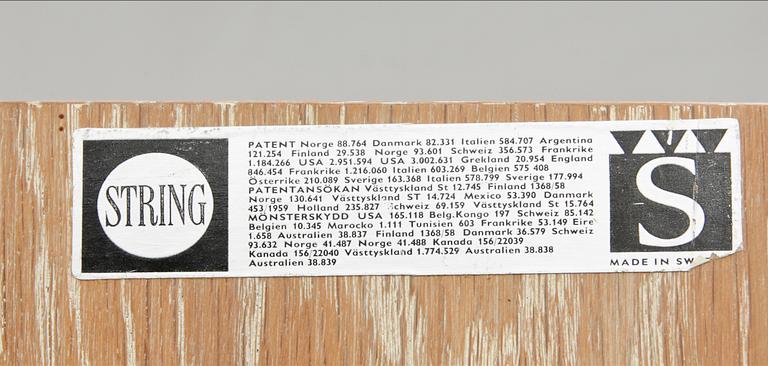 STRING
PATENT Norge 88.764 Danmark 82.331 Italien 584.707 Argentina
121.254 Finland 29.538 Norge 93.601 Schweiz 356.573 Frankrike
1.184.266 USA 2.951.594 USA 3.002.631 Grekland 20.954 England
846.454 Frankrike 1.216.060 Italien 603.269 Belgien 575 408
Österrike 210.089 Sverige 163.368 Italien 578.799 Sverige 177.994
PATENTANSÖKAN Västtyskland St 12.745 Finland 1368/58
Norge 130.641 Västtyskland ST 14.724 Mexico 53.390 Danmark
453/1959 Holland 235.827 Schweiz 69.159 Västtyskland St 15.764
MÖNSTERSKYDD USA 165.118 Belg.Kongo 197 Schweiz 85.142
Belgien 10.345 Marocko 1.111 Tunisien 603 Frankrike 53.149 Eire
1.658 Australien 38.837 Finland 1368/58 Danmark 36.579 Schweiz
93.632 Norge 41.487 Norge 41.488 Kanada 156/22039
Kanada 156/22040 Västtyskland 1.774.529 Australien 38.838
Australien 38.839
S
MADE IN SW